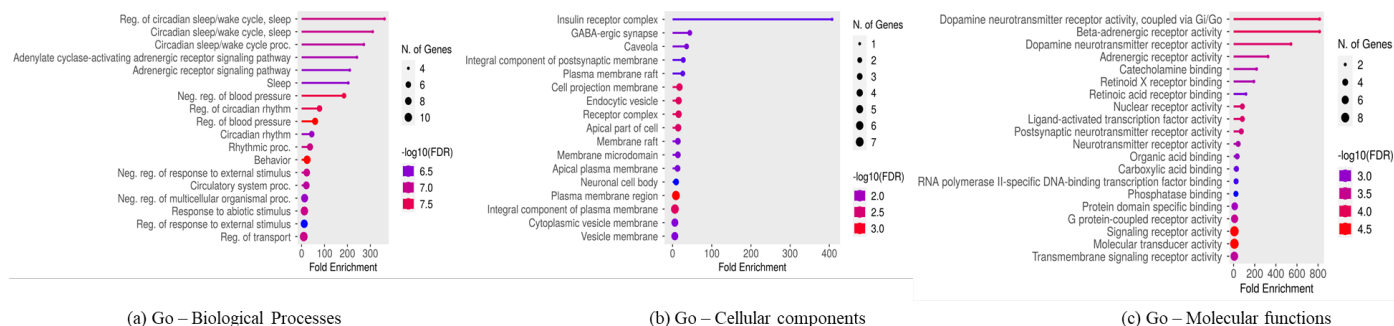 Reg. of circadian sleep/wake cycle, sleep
Circadian sleep/wake cycle, sleep
Circadian sleep/wake cycle proc.
Adenylate cyclase-activating adrenergic receptor signaling pathway
Adrenergic receptor signaling pathway
Sleep
Neg. reg. of blood pressure
Reg. of circadian rhythm
Reg. of blood pressure
Circadian rhythm
Rhythmic proc.
Behavior
Neg. reg. of response to external stimulus
Circulatory system proc.
Neg. reg. of multicellular organismal proc.
Response to abiotic stimulus
Reg. of response to external stimulus
Reg. of transport
0 100 200 300
Fold Enrichment
N. of Genes
4
6
8
10
-log10(FDR)
6.5
7.0
7.5
(a) Go – Biological Processes
Insulin receptor complex
GABA-ergic synapse
Caveola
Integral component of postsynaptic membrane
Plasma membrane raft
Cell projection membrane
Endocytic vesicle
Receptor complex
Apical part of cell
Membrane raft
Membrane microdomain
Apical plasma membrane
Neuronal cell body
Plasma membrane region
Integral component of plasma membrane
Cytoplasmic vesicle membrane
Vesicle membrane
0 100 200 300 400
Fold Enrichment
N. of Genes
1
2
3
4
5
6
7
-log10(FDR)
2.0
2.5
3.0
(b) Go – Cellular components
Dopamine neurotransmitter receptor activity, coupled via Gi/Go
Beta-adrenergic receptor activity
Dopamine neurotransmitter receptor activity
Adrenergic receptor activity
Catecholamine binding
Retinoid X receptor binding
Retinoic acid receptor binding
Nuclear receptor activity
Ligand-activated transcription factor activity
Postsynaptic neurotransmitter receptor activity
Neurotransmitter receptor activity
Organic acid binding
Carboxylic acid binding
RNA polymerase II-specific DNA-binding transcription factor binding
Phosphatase binding
Protein domain specific binding
G protein-coupled receptor activity
Signaling receptor activity
Molecular transducer activity
Transmembrane signaling receptor activity
0 200 400 600 800
Fold Enrichment
N. of Genes
2
4
6
8
-log10(FDR)
3.0
3.5
4.0
4.5
(c) Go – Molecular functions